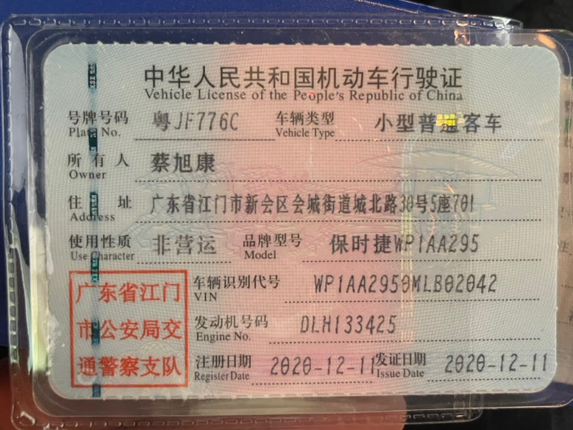 中华人民共和国机动车行驶证
Vehicle License of the People's Republic of China
号牌号码 粤JF776C 车辆类型 小型普通客车
Plate No. Vehicle Type
所有人 蔡旭康
Owner
住址 广东省江门市新会区会城街道城北路38号5座701
Address
使用性质 非营运 品牌型号 保时捷WP1AA295
Use Character Model
广东省江门
市公安局交
通警察支队
车辆识别代号 WP1AA2950MLB02042
VIN
发动机号码 DLH133425
Engine No.
注册日期 2020-12-11 发证日期 2020-12-11
Register Date Issue Date